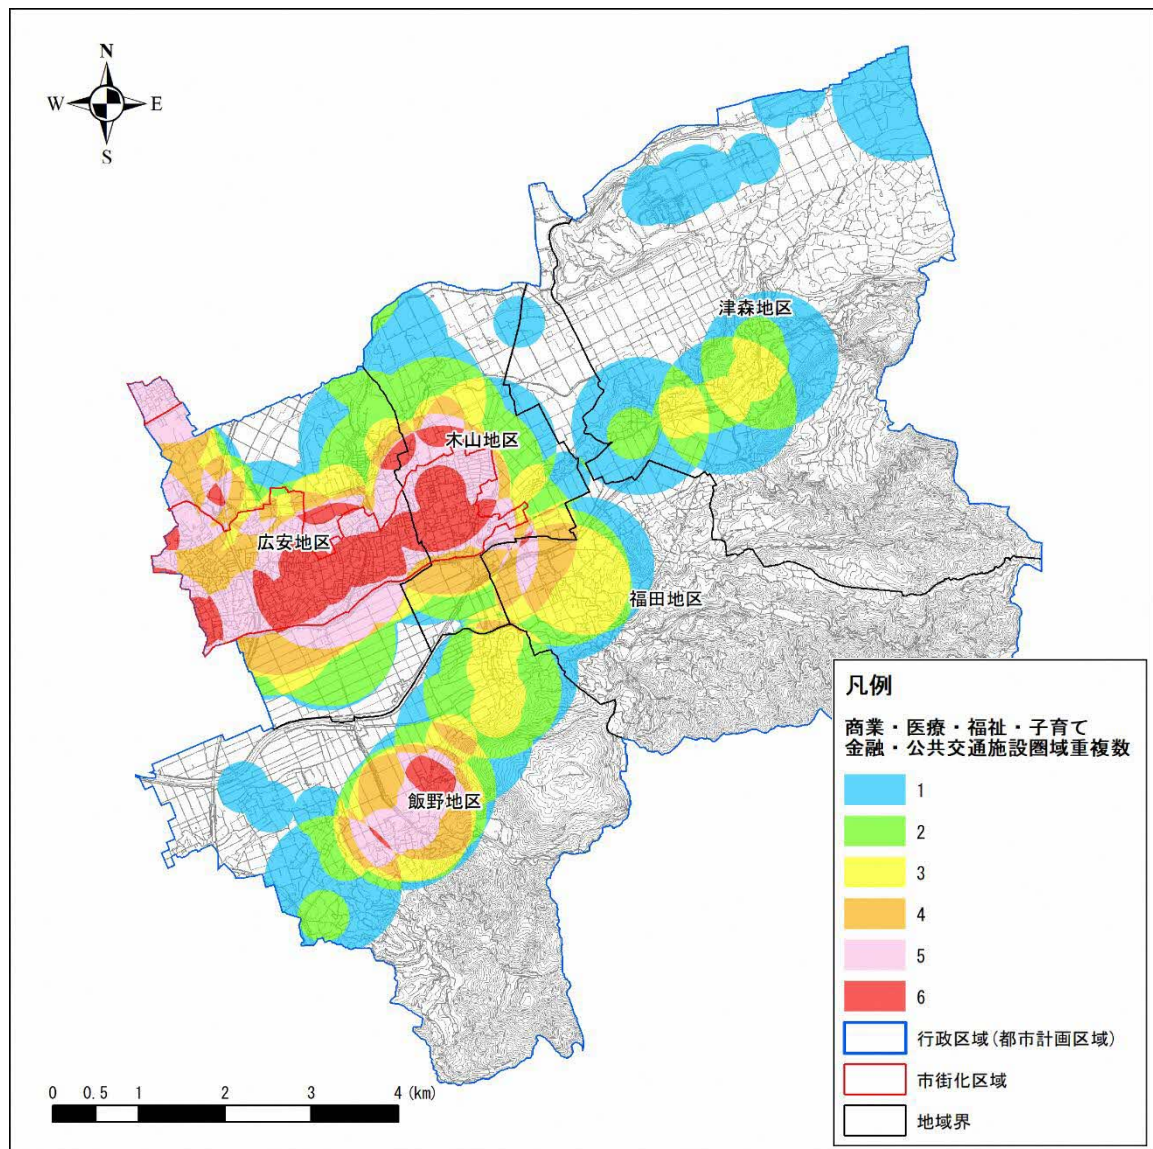 N
W
E
S
津森地区
木山地区
広安地区
福田地区
飯野地区
凡例
商業・医療・福祉・子育て
金融・公共交通施設圏域重複数
1
2
3
4
5
6
行政区域(都市計画区域)
市街化区域
地域界
0 0.5 1 2 3 4 (km)